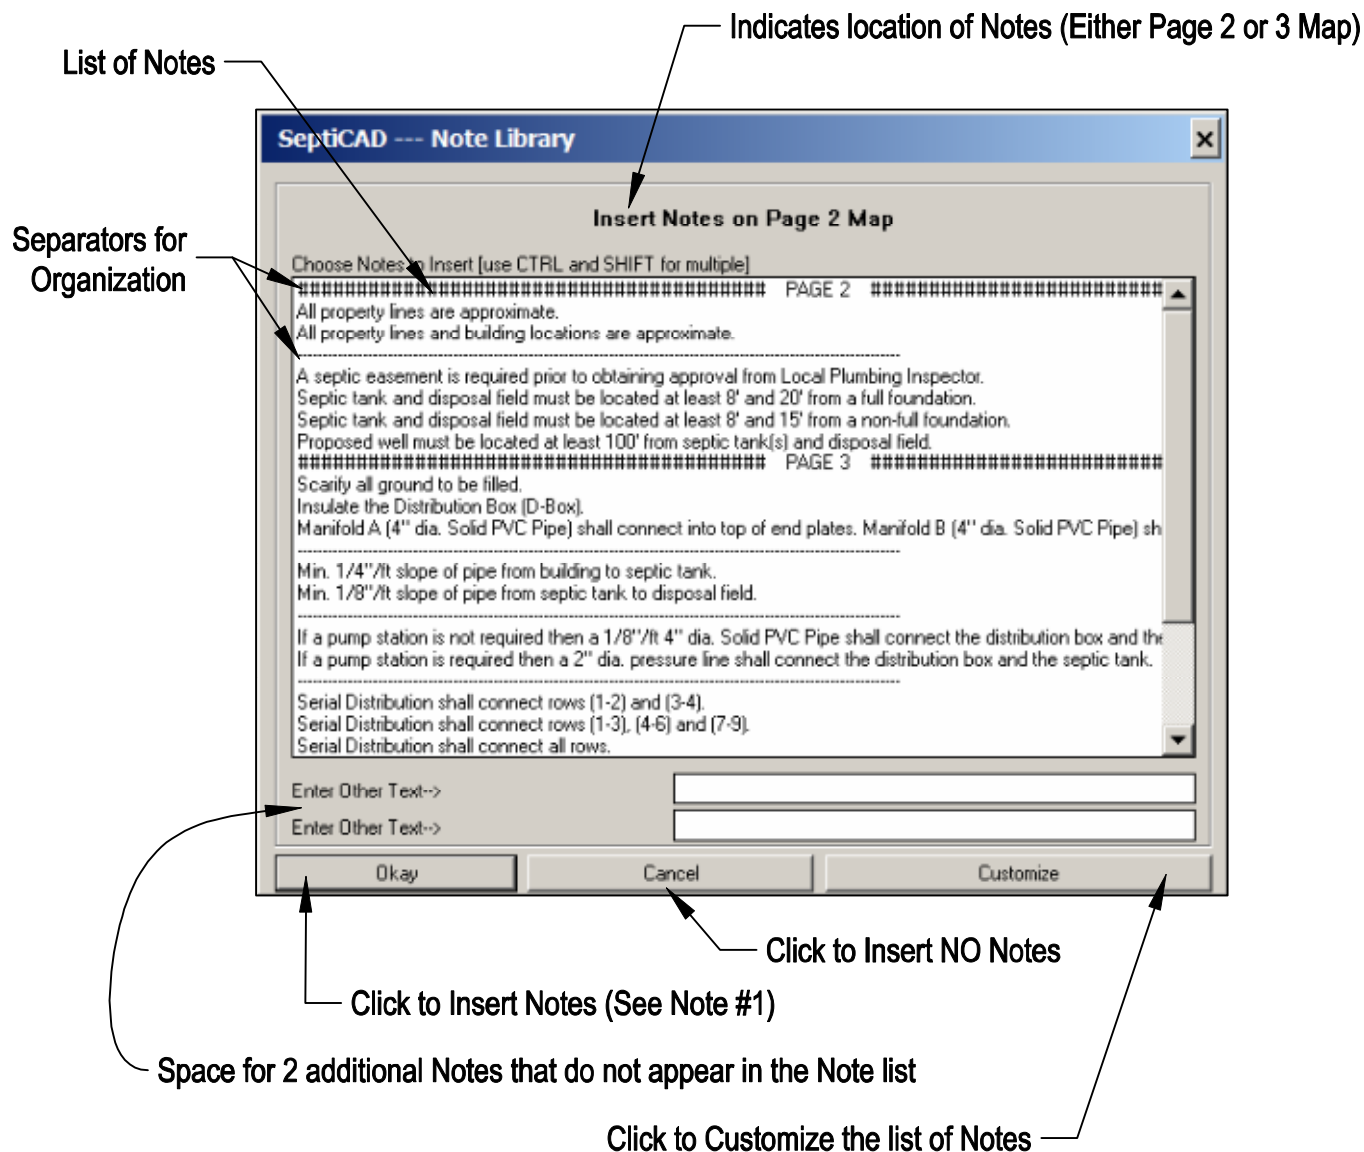 Indicates location of Notes (Either Page 2 or 3 Map)
List of Notes
SeptiCAD --- Note Library
Insert Notes on Page 2 Map
Separators for
Organization
Choose Notes to Insert [use CTRL and SHIFT for multiple]
######################################## PAGE 2 #########################
All property lines are approximate.
All property lines and building locations are approximate.
A septic easement is required prior to obtaining approval from Local Plumbing Inspector.
Septic tank and disposal field must be located at least 8' and 20' from a full foundation.
Septic tank and disposal field must be located at least 8' and 15' from a non-full foundation.
Proposed well must be located at least 100' from septic tank(s) and disposal field.
######################################## PAGE 3 #########################
Scarify all ground to be filled.
Insulate the Distribution Box (D-Box).
Manifold A (4" dia. Solid PVC Pipe) shall connect into top of end plates. Manifold B (4" dia. Solid PVC Pipe) sh
Min. 1/4"/ft slope of pipe from building to septic tank.
Min. 1/8"/ft slope of pipe from septic tank to disposal field.
If a pump station is not required then a 1/8"/ft 4" dia. Solid PVC Pipe shall connect the distribution box and the
If a pump station is required then a 2" dia. pressure line shall connect the distribution box and the septic tank.
Serial Distribution shall connect rows (1-2) and (3-4).
Serial Distribution shall connect rows (1-3), (4-6) and (7-9).
Serial Distribution shall connect all rows.
Enter Other Text-->
Enter Other Text-->
Okay Cancel Customize
Click to Insert NO Notes
Click to Insert Notes (See Note #1)
Space for 2 additional Notes that do not appear in the Note list
Click to Customize the list of Notes